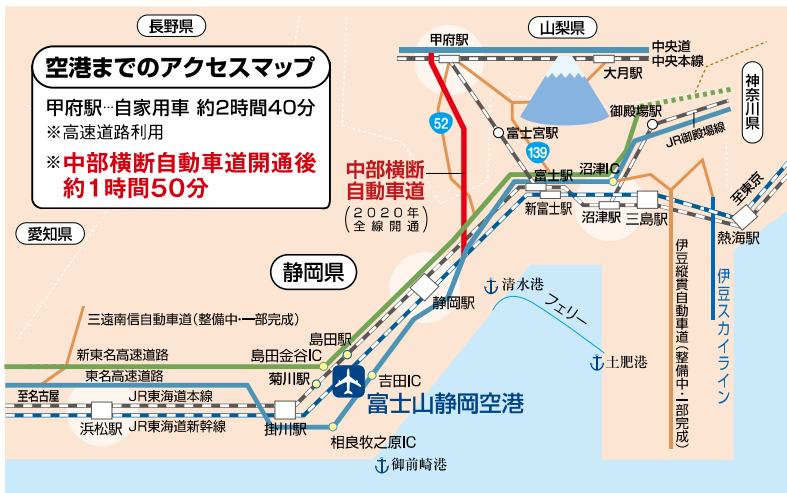 長野県
山梨県
空港までのアクセスマップ
甲府駅…自家用車 約2時間40分
※高速道路利用
※中部横断自動車道開通後
約1時間50分
甲府駅
中央道
中央本線
大月駅
神奈川県
52
御殿場駅
富士宮駅
JR御殿場線
139
中部横断
自動車道
(2020年
全線開通)
富士駅
沼津IC
至東京
新富士駅
沼津駅
三島駅
熱海駅
愛知県
静岡県
静岡駅
清水港
フェリー
土肥港
伊豆縦貫自動車道(整備中・一部完成)
伊豆スカイライン
三遠南信自動車道(整備中・一部完成)
島田駅
新東名高速道路
島田金谷IC
東名高速道路
菊川駅
吉田IC
富士山静岡空港
至名古屋
JR東海道本線
浜松駅
JR東海道新幹線
掛川駅
相良牧之原IC
御前崎港